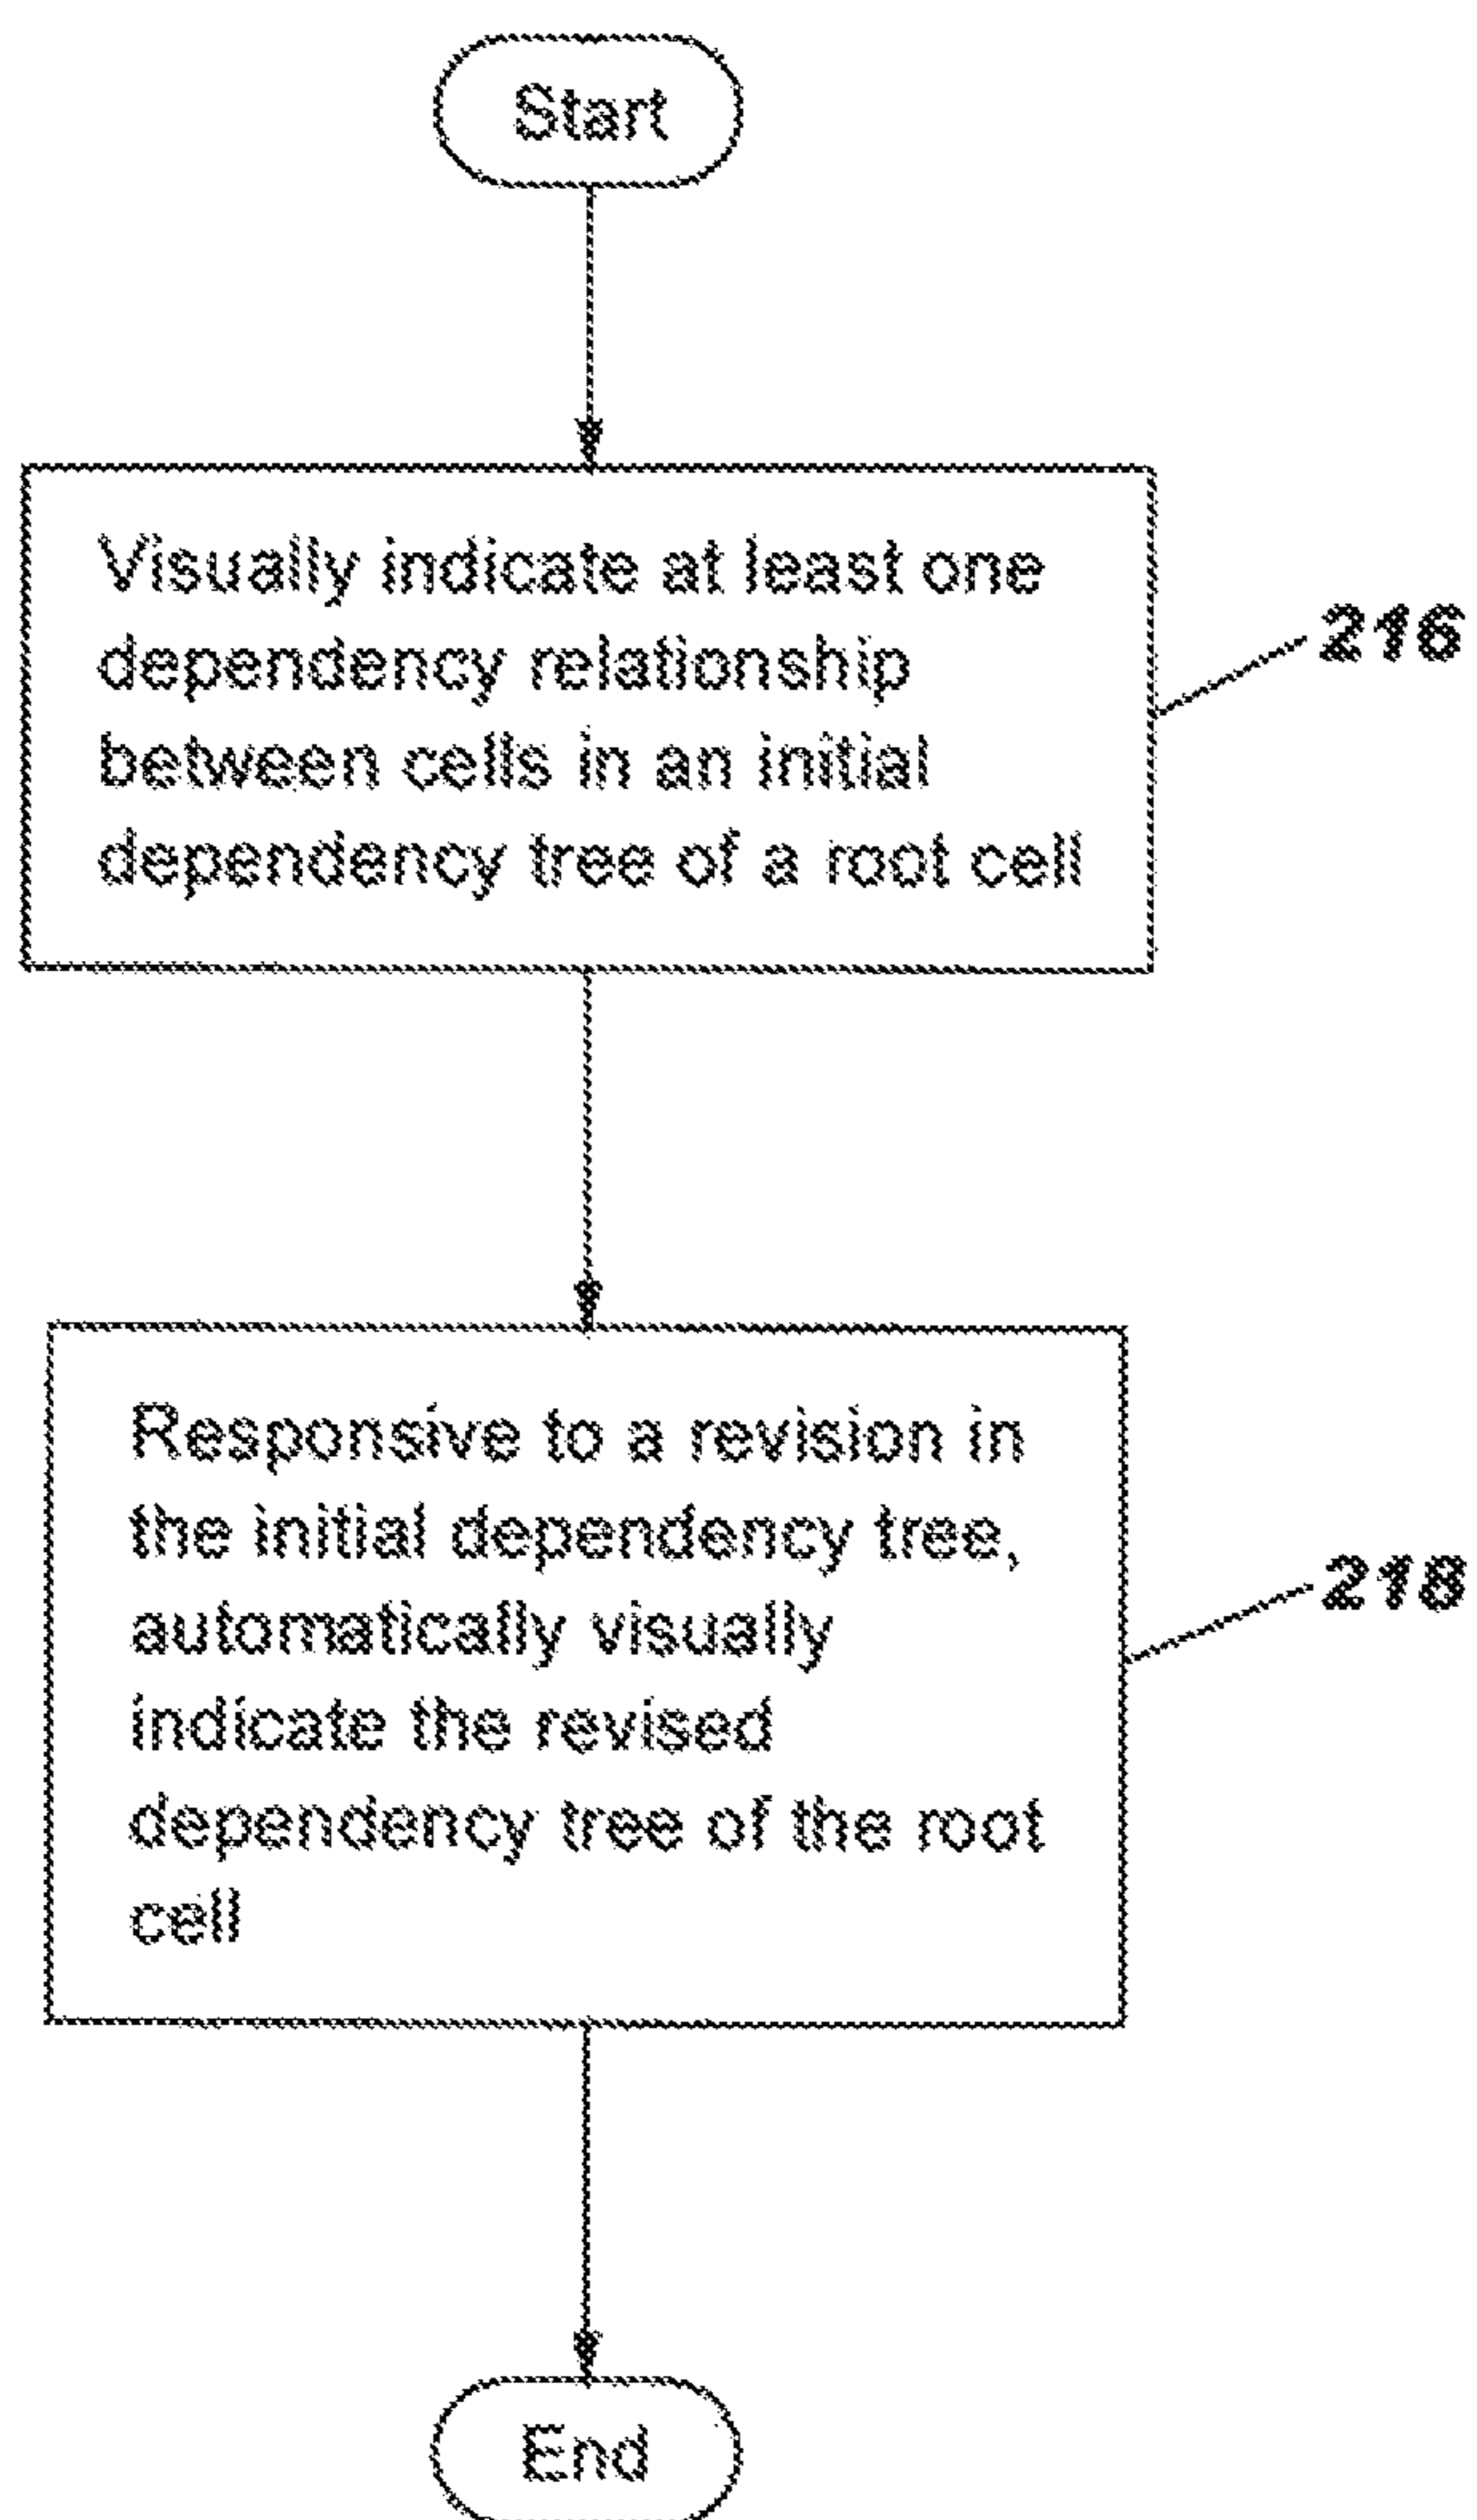 Start
Visually indicate at least one
dependency relationship
between cells in an initial
dependency tree of a root cell
216
Responsive to a revision in
the initial dependency tree,
automatically visually
indicate the revised
dependency tree of the root
cell
218
End